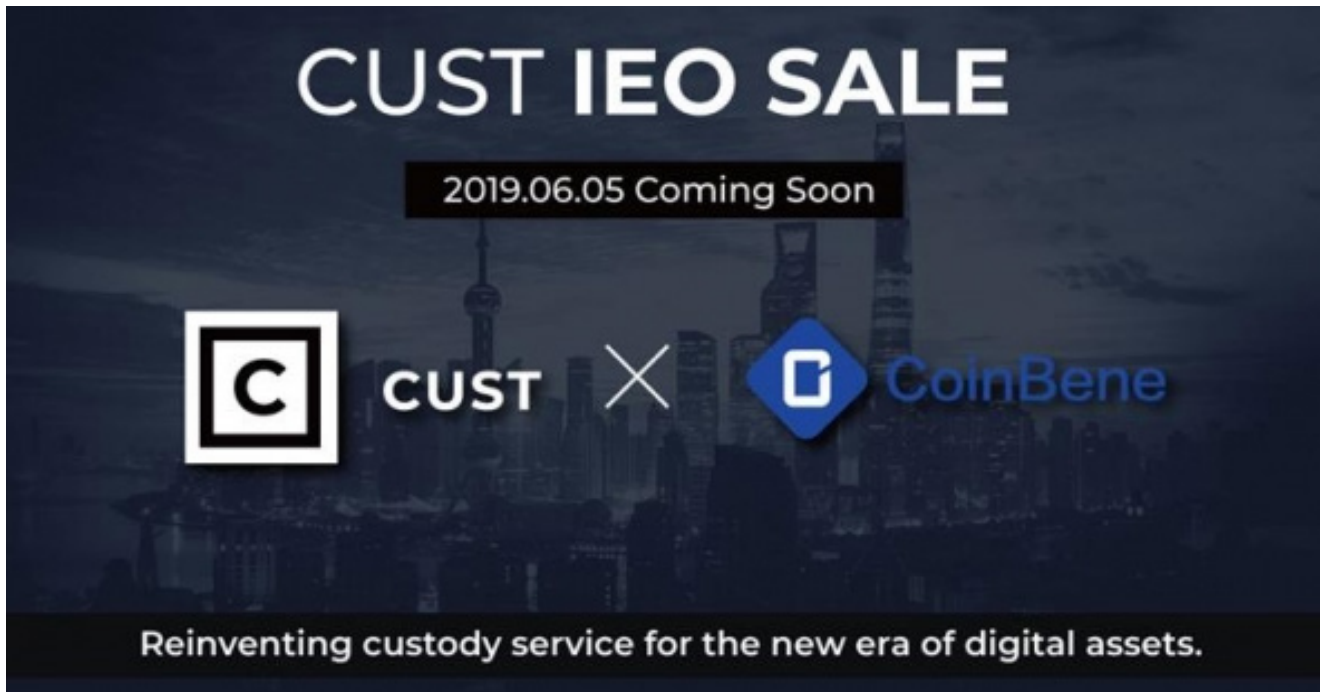 CUST IEO SALE
2019.06.05 Coming Soon
C CUST × CoinBene
Reinventing custody service for the new era of digital assets.